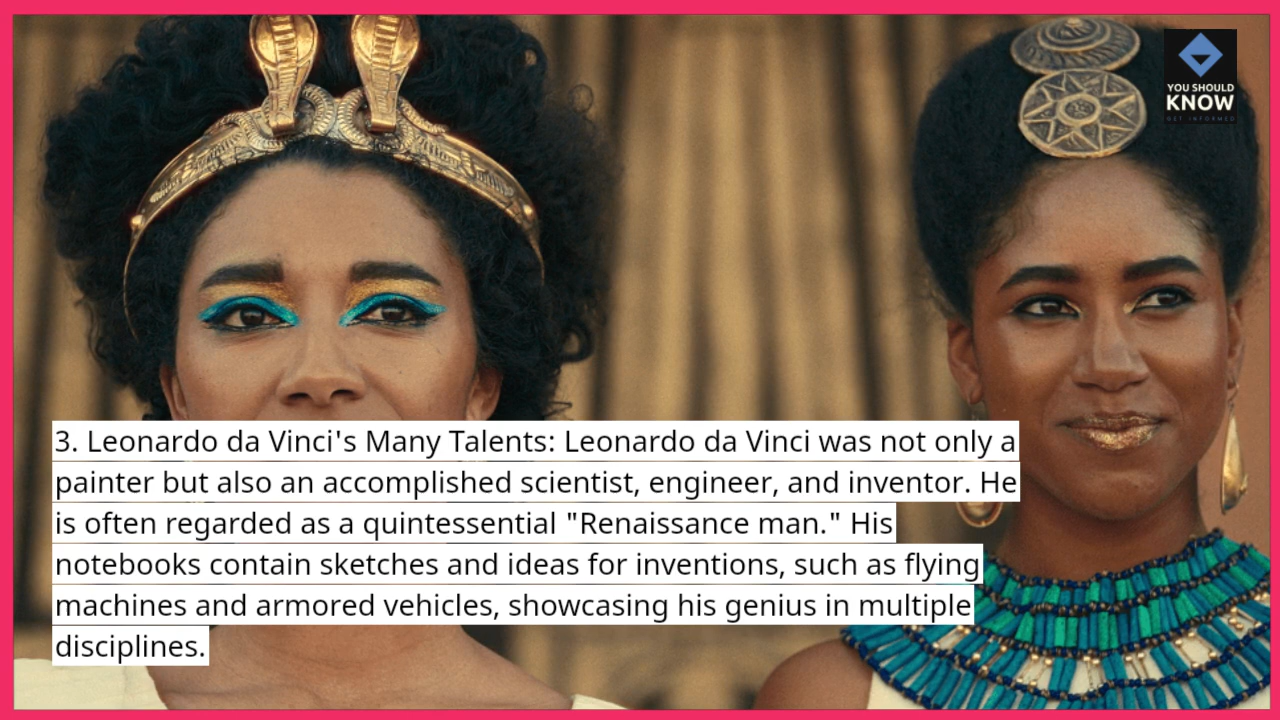 YOU SHOULD
KNOW
GET INFORMED
3. Leonardo da Vinci's Many Talents: Leonardo da Vinci was not only a
painter but also an accomplished scientist, engineer, and inventor. He
is often regarded as a quintessential "Renaissance man." His
notebooks contain sketches and ideas for inventions, such as flying
machines and armored vehicles, showcasing his genius in multiple
disciplines.